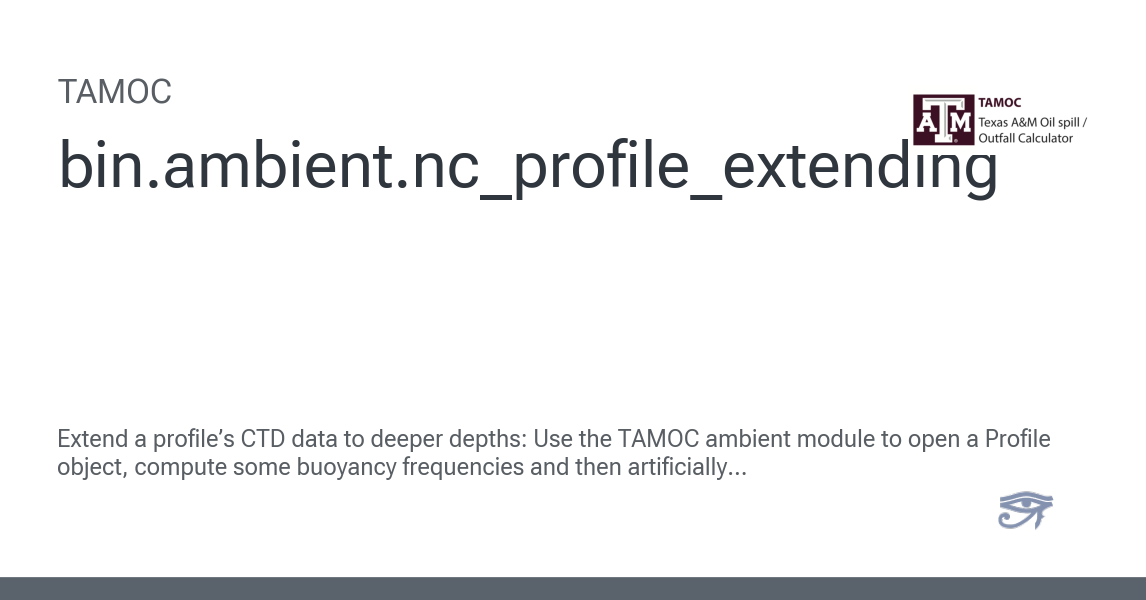 TAMOC
bin.ambient.nc_profile_extending
ATM
TAMOC
Texas A&M Oil spill /
Outfall Calculator
Extend a profile’s CTD data to deeper depths: Use the TAMOC ambient module to open a Profile
object, compute some buoyancy frequencies and then artificially...